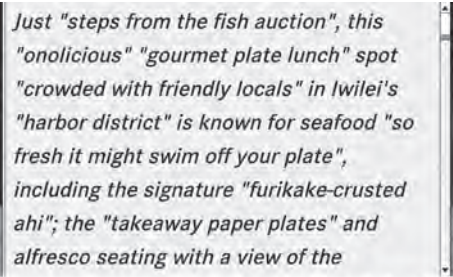 Just "steps from the fish auction", this
"onolicious" "gourmet plate lunch" spot
"crowded with friendly locals" in Iwilei's
"harbor district" is known for seafood "so
fresh it might swim off your plate",
including the signature "furikake-crusted
ahi"; the "takeaway paper plates" and
alfresco seating with a view of the